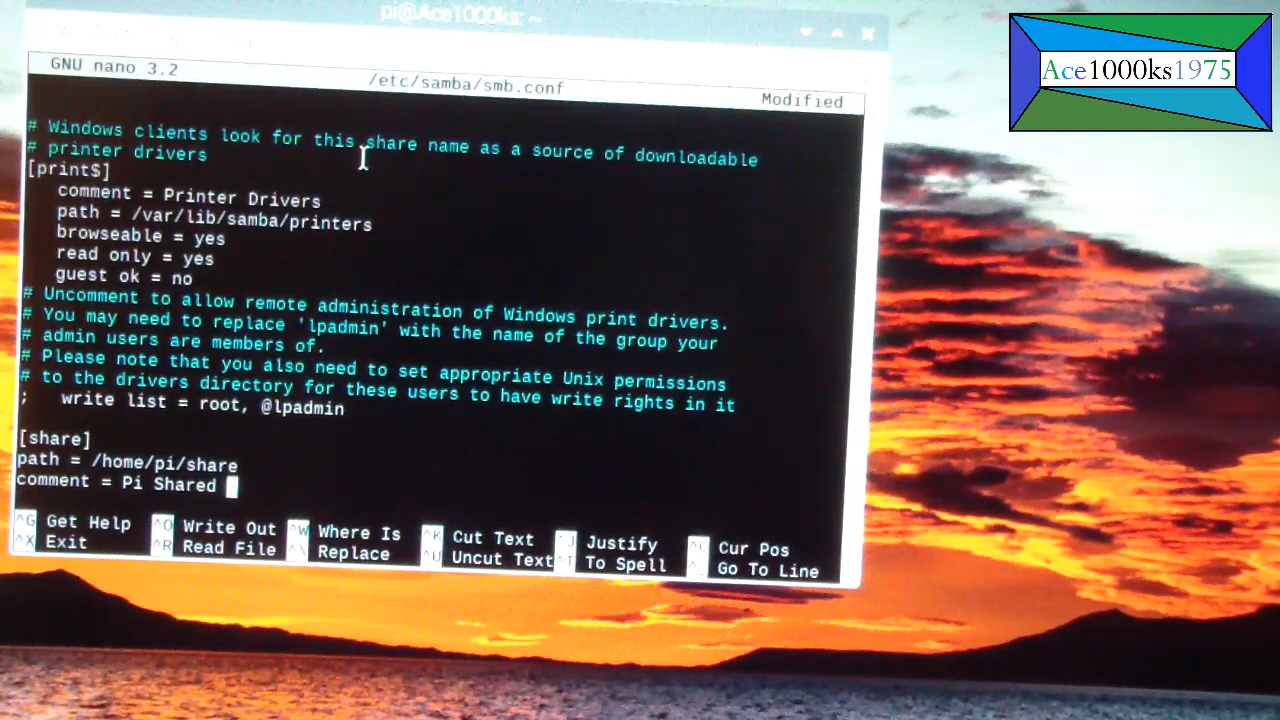 pi@Ace1000ks: ~
Ace1000ks1975
GNU nano 3.2 /etc/samba/smb.conf Modified
# Windows clients look for this share name as a source of downloadable
# printer drivers
[print$]
comment = Printer Drivers
path = /var/lib/samba/printers
browseable = yes
read only = yes
guest ok = no
# Uncomment to allow remote administration of Windows print drivers.
# You may need to replace 'lpadmin' with the name of the group your
# admin users are members of.
# Please note that you also need to set appropriate Unix permissions
# to the drivers directory for these users to have write rights in it
; write list = root, @lpadmin
[share]
path = /home/pi/share
comment = Pi Shared
^G Get Help ^O Write Out ^W Where Is ^K Cut Text ^J Justify Cur Pos
^X Exit ^R Read File ^\ Replace ^U Uncut Text ^T To Spell Go To Line